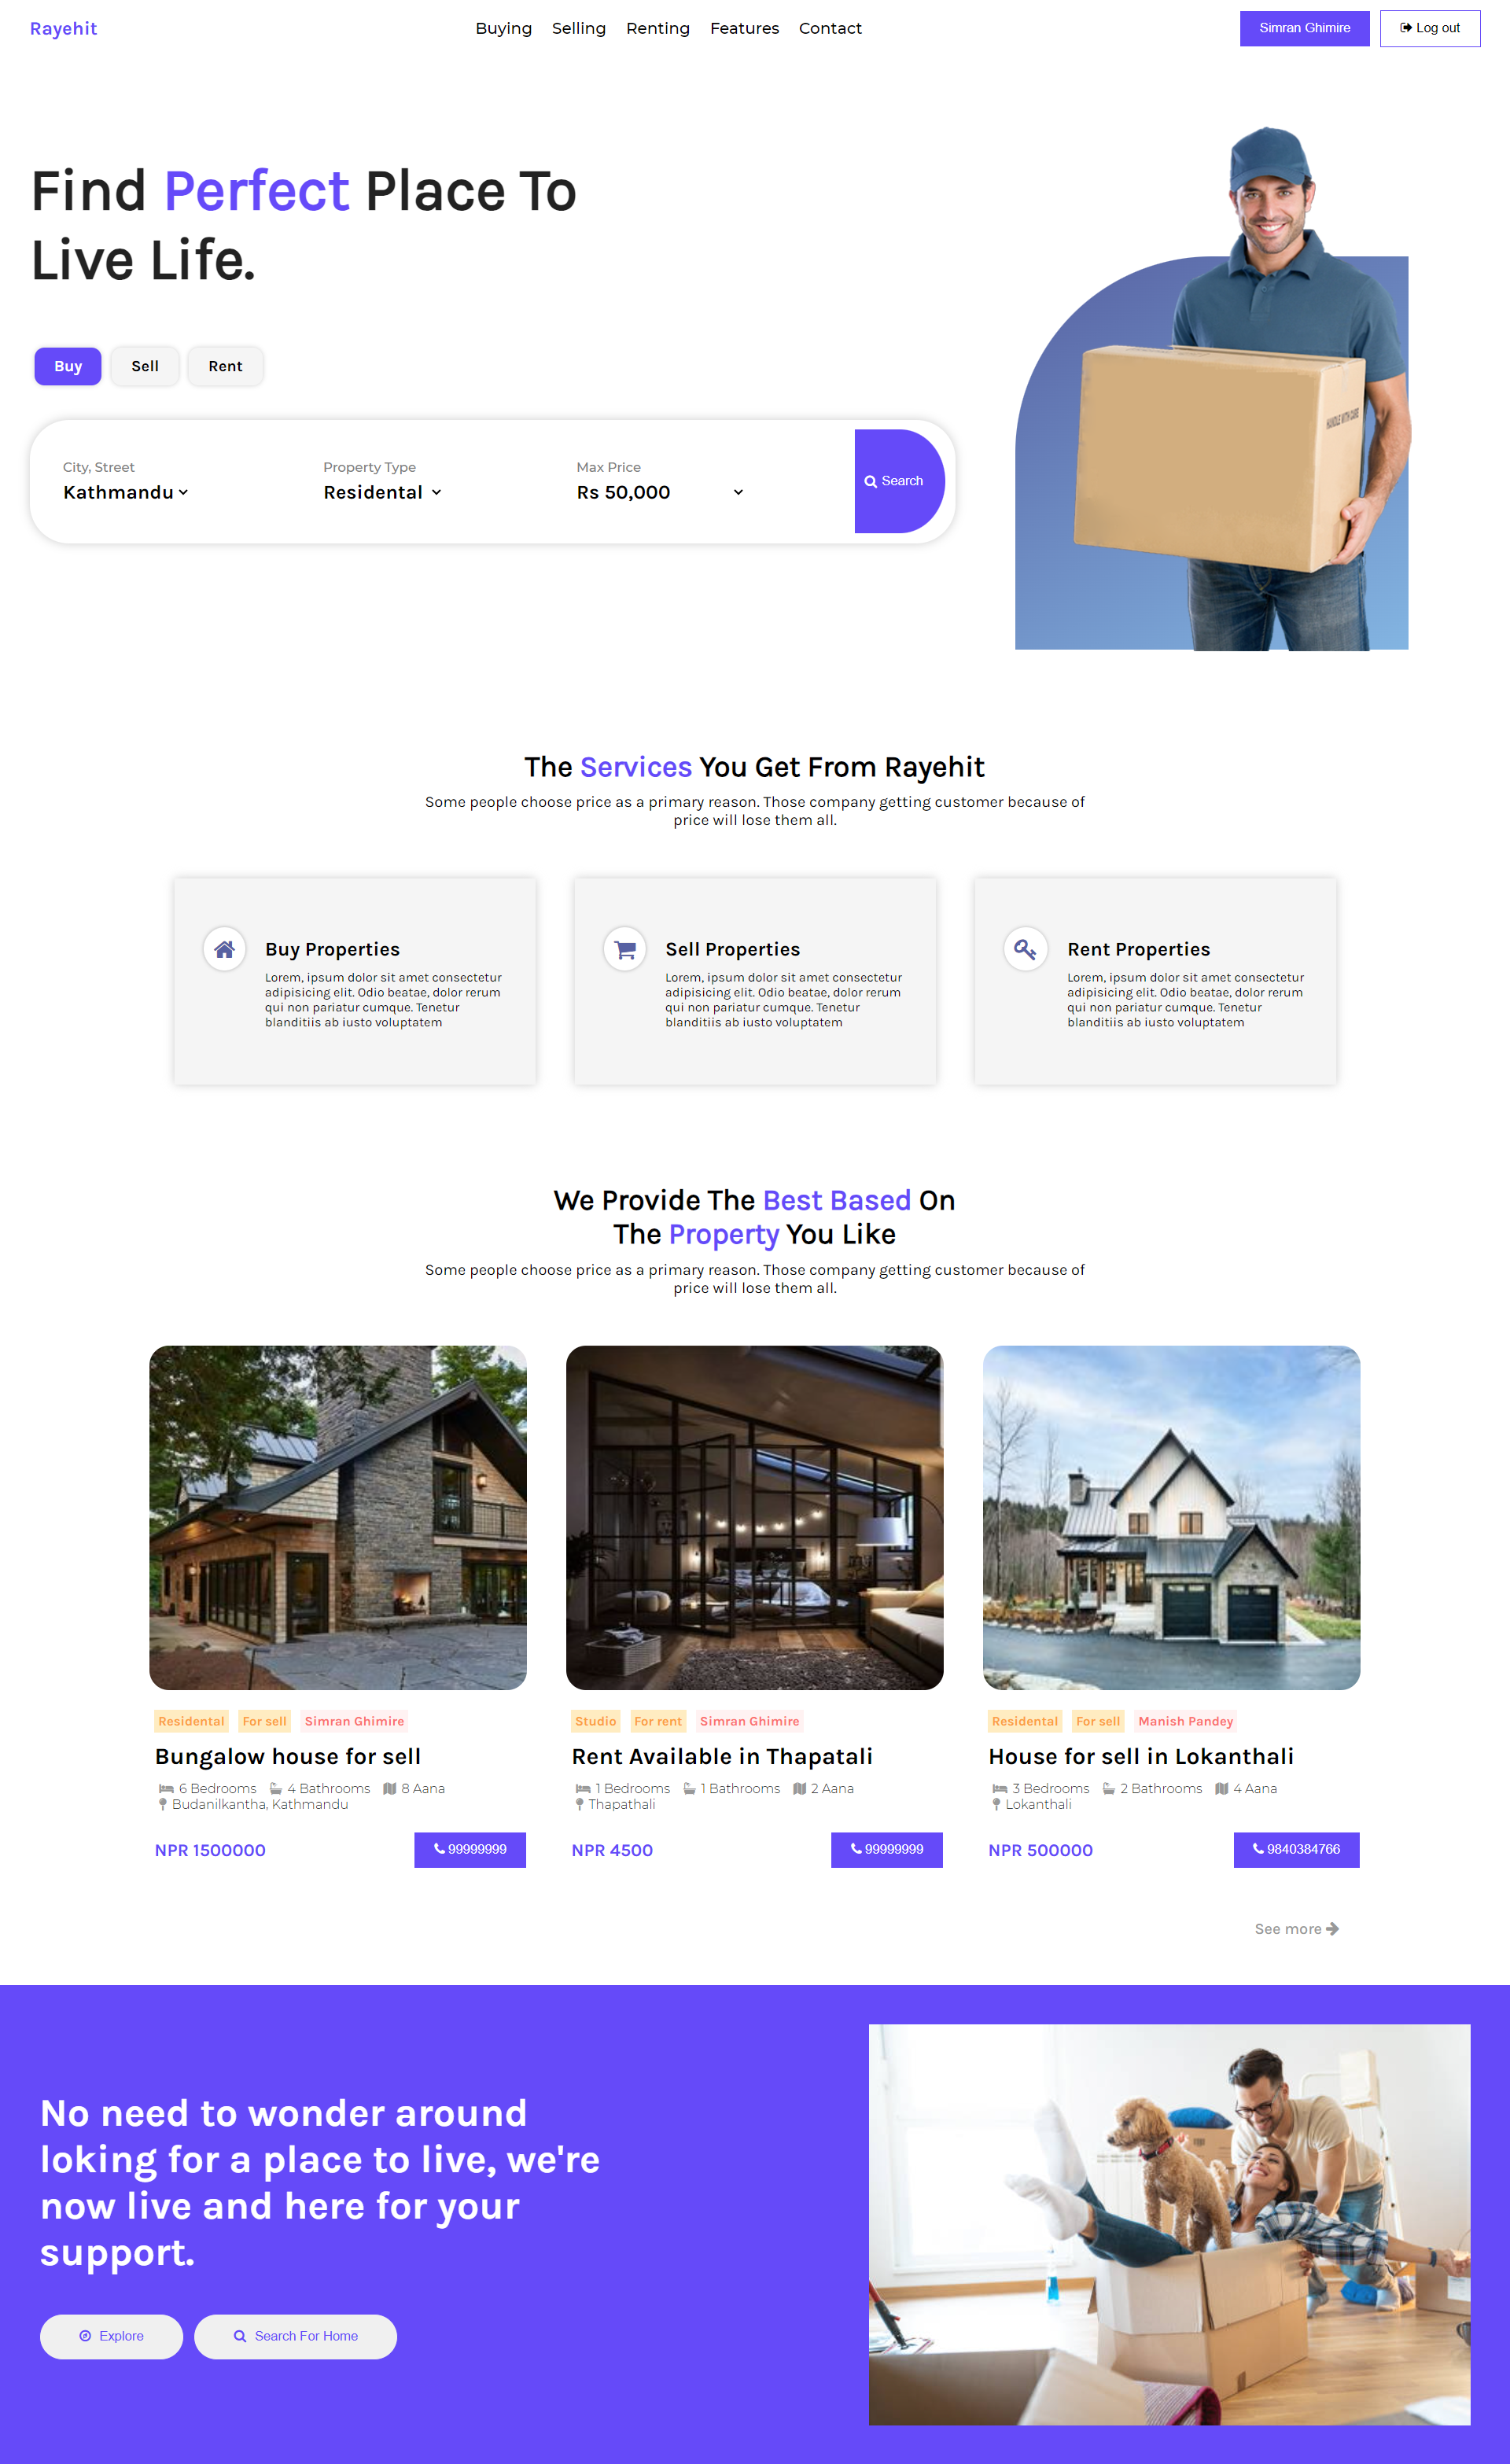 Rayehit
Buying Selling Renting Features Contact
Simran Ghimire
Log out
Find Perfect Place To
Live Life.
Buy
Sell
Rent
City, Street
Kathmandu
Property Type
Residental
Max Price
Rs 50,000
Search
HANDLE WITH CARE
The Services You Get From Rayehit
Some people choose price as a primary reason. Those company getting customer because of
price will lose them all.
Buy Properties
Lorem, ipsum dolor sit amet consectetur
adipisicing elit. Odio beatae, dolor rerum
qui non pariatur cumque. Tenetur
blanditiis ab iusto voluptatem
Sell Properties
Lorem, ipsum dolor sit amet consectetur
adipisicing elit. Odio beatae, dolor rerum
qui non pariatur cumque. Tenetur
blanditiis ab iusto voluptatem
Rent Properties
Lorem, ipsum dolor sit amet consectetur
adipisicing elit. Odio beatae, dolor rerum
qui non pariatur cumque. Tenetur
blanditiis ab iusto voluptatem
We Provide The Best Based On
The Property You Like
Some people choose price as a primary reason. Those company getting customer because of
price will lose them all.
Residental For sell Simran Ghimire
Bungalow house for sell
6 Bedrooms 4 Bathrooms 8 Aana
Budanilkantha, Kathmandu
NPR 1500000
99999999
Studio For rent Simran Ghimire
Rent Available in Thapatali
1 Bedrooms 1 Bathrooms 2 Aana
Thapathali
NPR 4500
99999999
Residental For sell Manish Pandey
House for sell in Lokanthali
3 Bedrooms 2 Bathrooms 4 Aana
Lokanthali
NPR 500000
9840384766
See more
No need to wonder around
loking for a place to live, we're
now live and here for your
support.
Explore
Search For Home